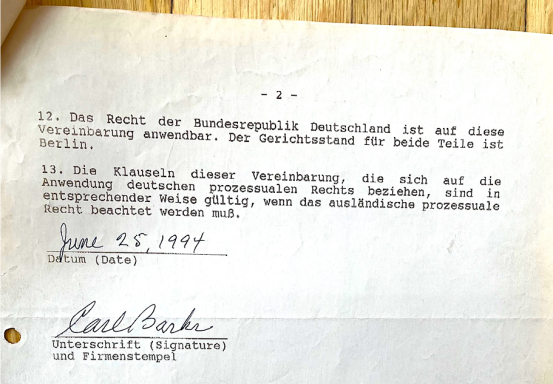 - 2 -
12. Das Recht der Bundesrepublik Deutschland ist auf diese
Vereinbarung anwendbar. Der Gerichtsstand für beide Teile ist
Berlin.
13. Die Klauseln dieser Vereinbarung, die sich auf die
Anwendung deutschen prozessualen Rechts beziehen, sind in
entsprechender Weise gültig, wenn das ausländische prozessuale
Recht beachtet werden muß.
June 25, 1994
Datum (Date)
Carl Barks
Unterschrift (Signature)
und Firmenstempel